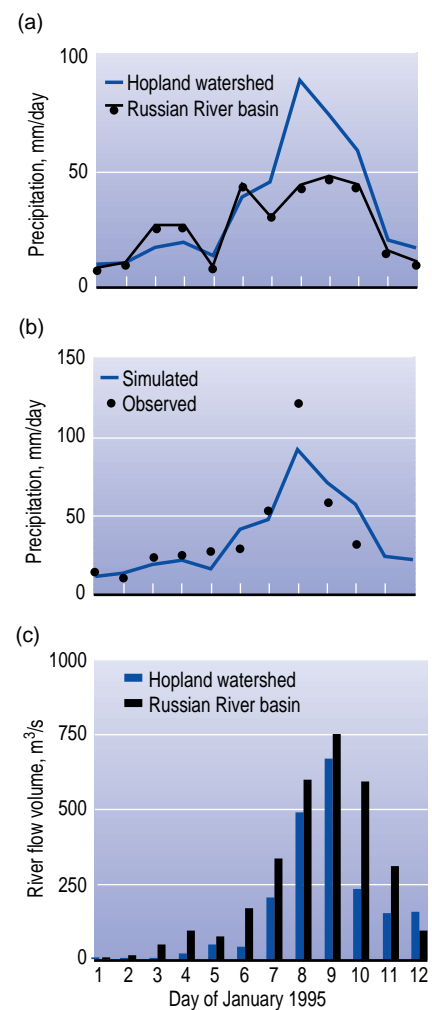 (a)
100
Hopland watershed
Russian River basin
50
0
Precipitation, mm/day
(b)
150
Simulated
Observed
100
50
0
Precipitation, mm/day
(c)
1000
Hopland watershed
Russian River basin
750
500
250
0
River flow volume, m³/s
1 2 3 4 5 6 7 8 9 10 11 12
Day of January 1995